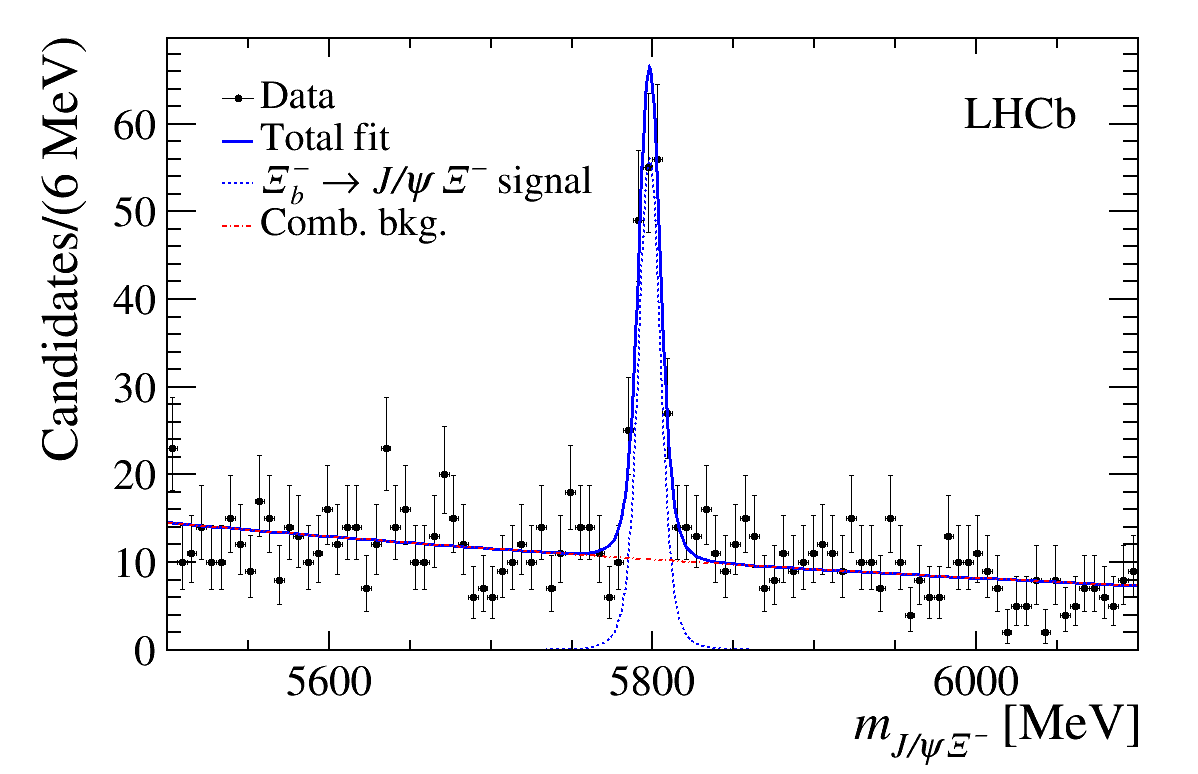 Candidates/(6 MeV)
60
50
40
30
20
10
0
Data
Total fit
Ξ_b^- → J/ψ Ξ^- signal
Comb. bkg.
LHCb
5600 5800 6000
m_{J/ψ Ξ^-} [MeV]